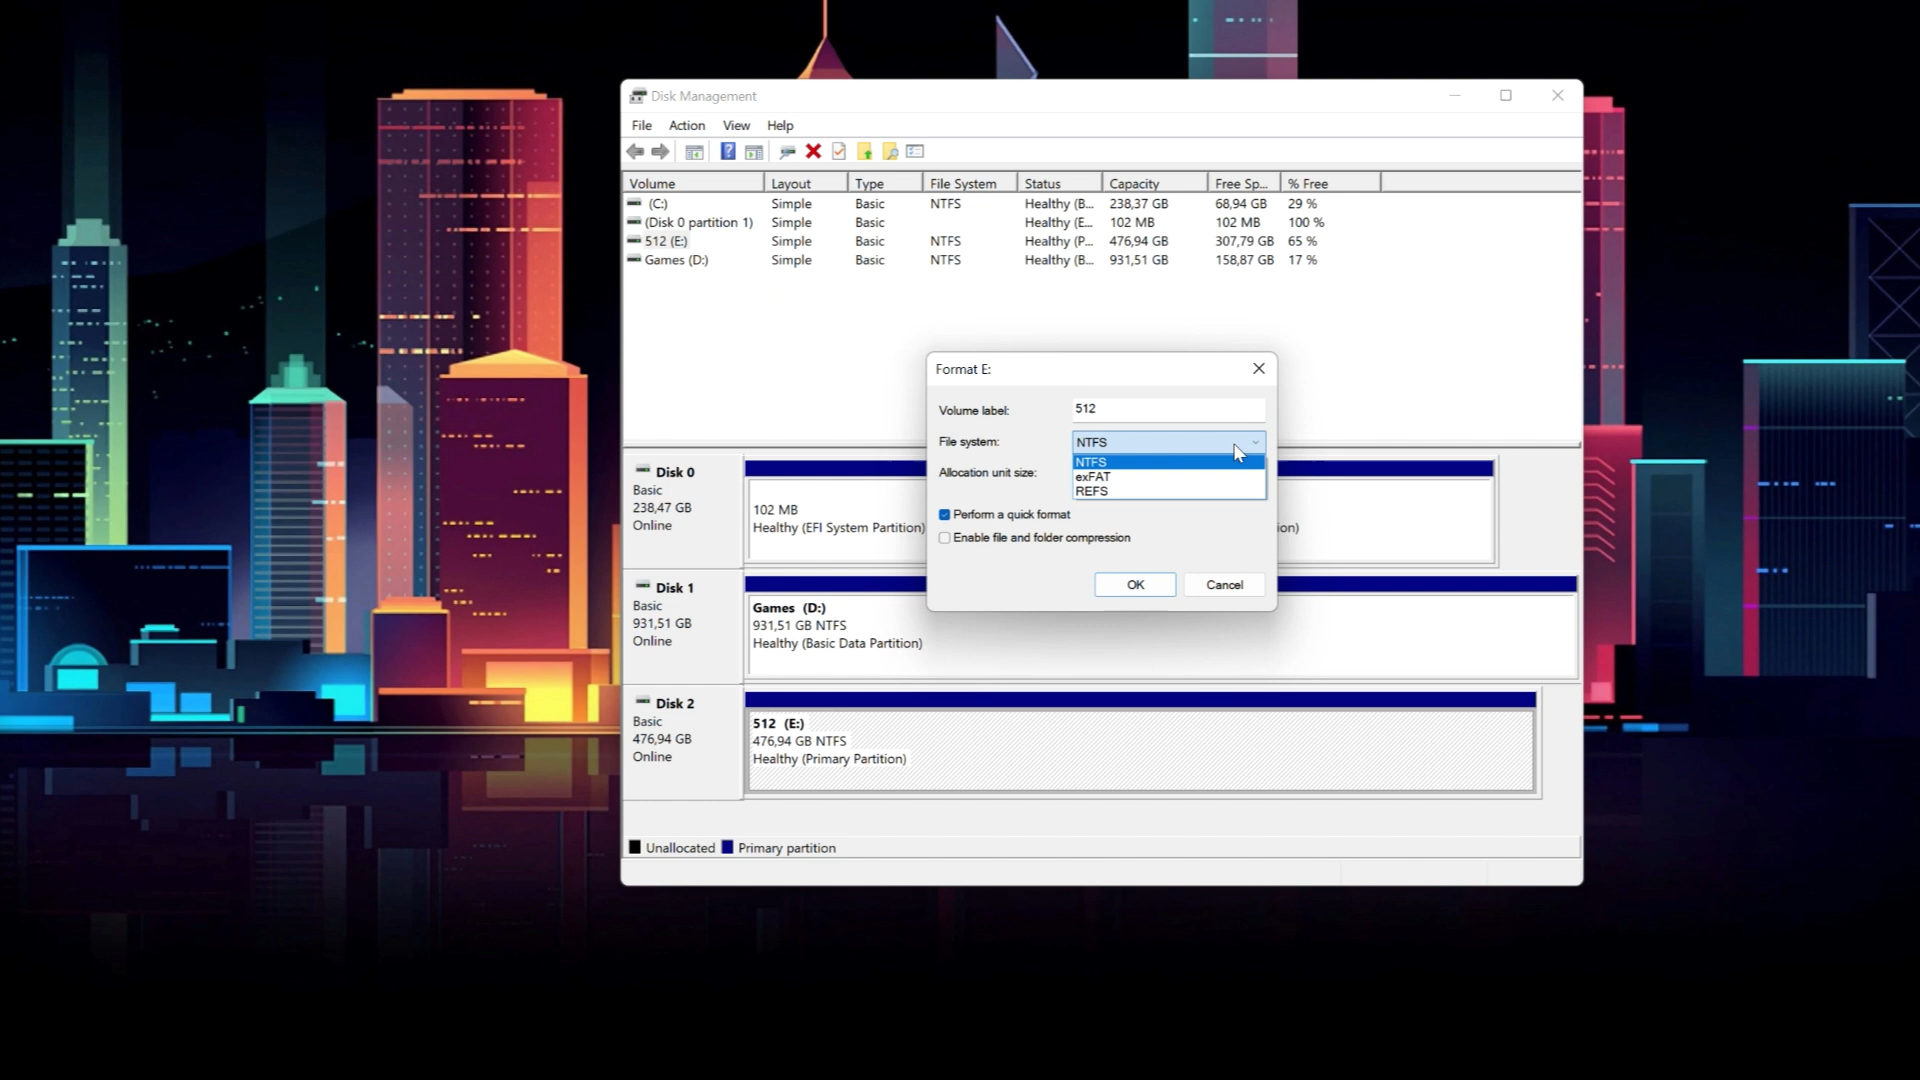 Disk Management
File Action View Help
Volume Layout Type File System Status Capacity Free Sp... % Free
(C:) Simple Basic NTFS Healthy (B... 238,37 GB 68,94 GB 29 %
(Disk 0 partition 1) Simple Basic Healthy (E... 102 MB 102 MB 100 %
512 (E:) Simple Basic NTFS Healthy (P... 476,94 GB 307,79 GB 65 %
Games (D:) Simple Basic NTFS Healthy (B... 931,51 GB 158,87 GB 17 %
Format E:
Volume label: 512
File system: NTFS
NTFS
Allocation unit size:
exFAT
REFS
Perform a quick format
Enable file and folder compression
OK Cancel
Disk 0
Basic
238,47 GB
Online
102 MB
Healthy (EFI System Partition)
ion)
Disk 1
Basic
931,51 GB
Online
Games (D:)
931,51 GB NTFS
Healthy (Basic Data Partition)
Disk 2
Basic
476,94 GB
Online
512 (E:)
476,94 GB NTFS
Healthy (Primary Partition)
Unallocated Primary partition